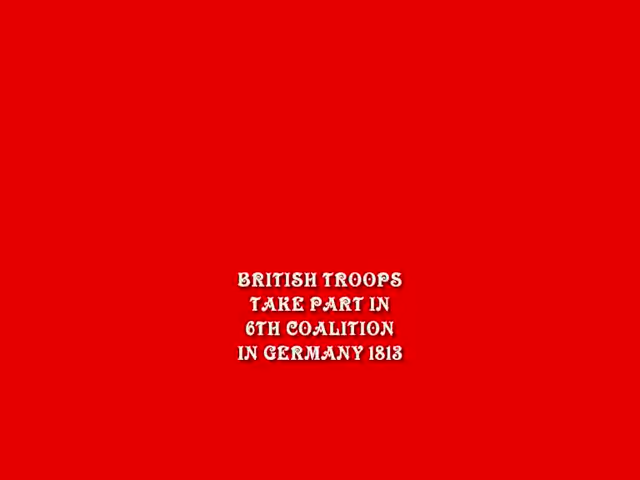 BRITISH TROOPS
TAKE PART IN
6TH COALITION
IN GERMANY 1813